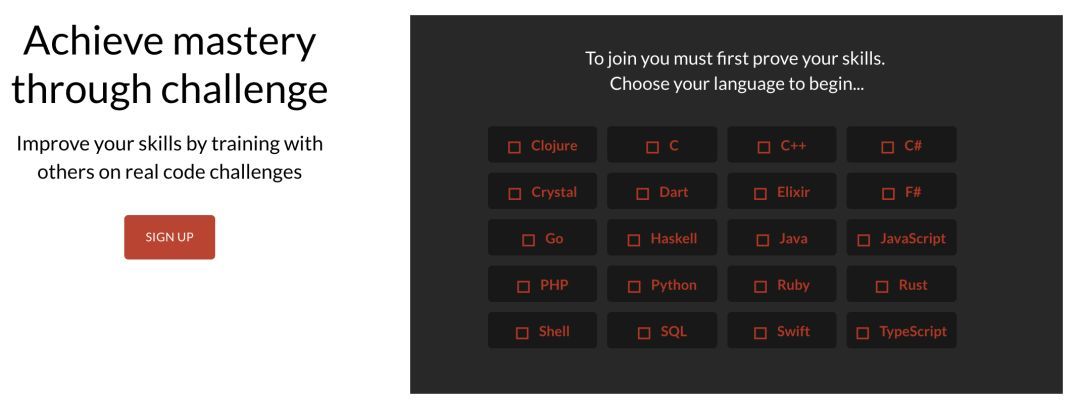 Achieve mastery
through challenge
Improve your skills by training with
others on real code challenges
SIGN UP
To join you must first prove your skills.
Choose your language to begin...
Clojure C C++ C#
Crystal Dart Elixir F#
Go Haskell Java JavaScript
PHP Python Ruby Rust
Shell SQL Swift TypeScript